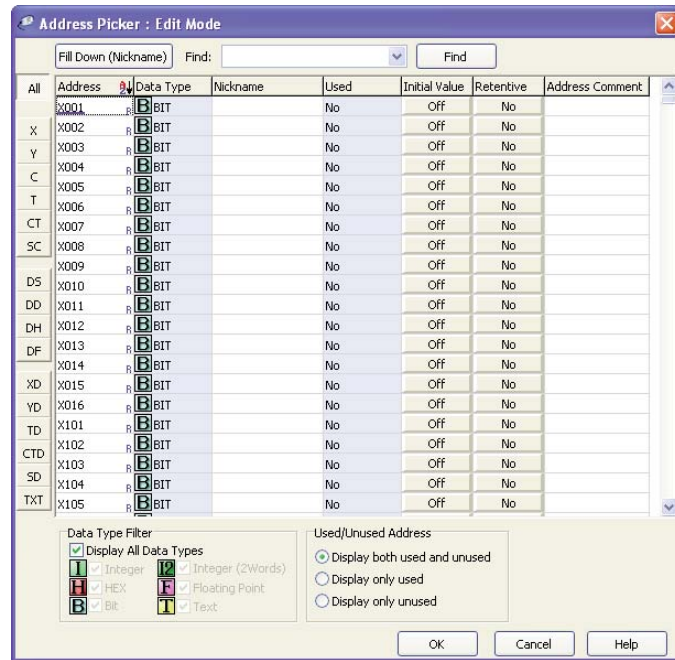 Address Picker : Edit Mode
Fill Down (Nickname) Find: Find
All Address Data Type Nickname Used Initial Value Retentive Address Comment
X001 R B BIT No Off No
X X002 R B BIT No Off No
Y X003 R B BIT No Off No
C X004 R B BIT No Off No
X005 R B BIT No Off No
T X006 R B BIT No Off No
CT X007 R B BIT No Off No
SC X008 R B BIT No Off No
X009 R B BIT No Off No
DS X010 R B BIT No Off No
DD X011 R B BIT No Off No
DH X012 R B BIT No Off No
DF X013 R B BIT No Off No
X014 R B BIT No Off No
XD X015 R B BIT No Off No
YD X016 R B BIT No Off No
TD X101 R B BIT No Off No
CTD X102 R B BIT No Off No
X103 R B BIT No Off No
SD X104 R B BIT No Off No
TXT X105 R B BIT No Off No
Data Type Filter
Display All Data Types
I Integer I2 Integer (2Words)
H HEX F Floating Point
B Bit T Text
Used/Unused Address
Display both used and unused
Display only used
Display only unused
OK Cancel Help